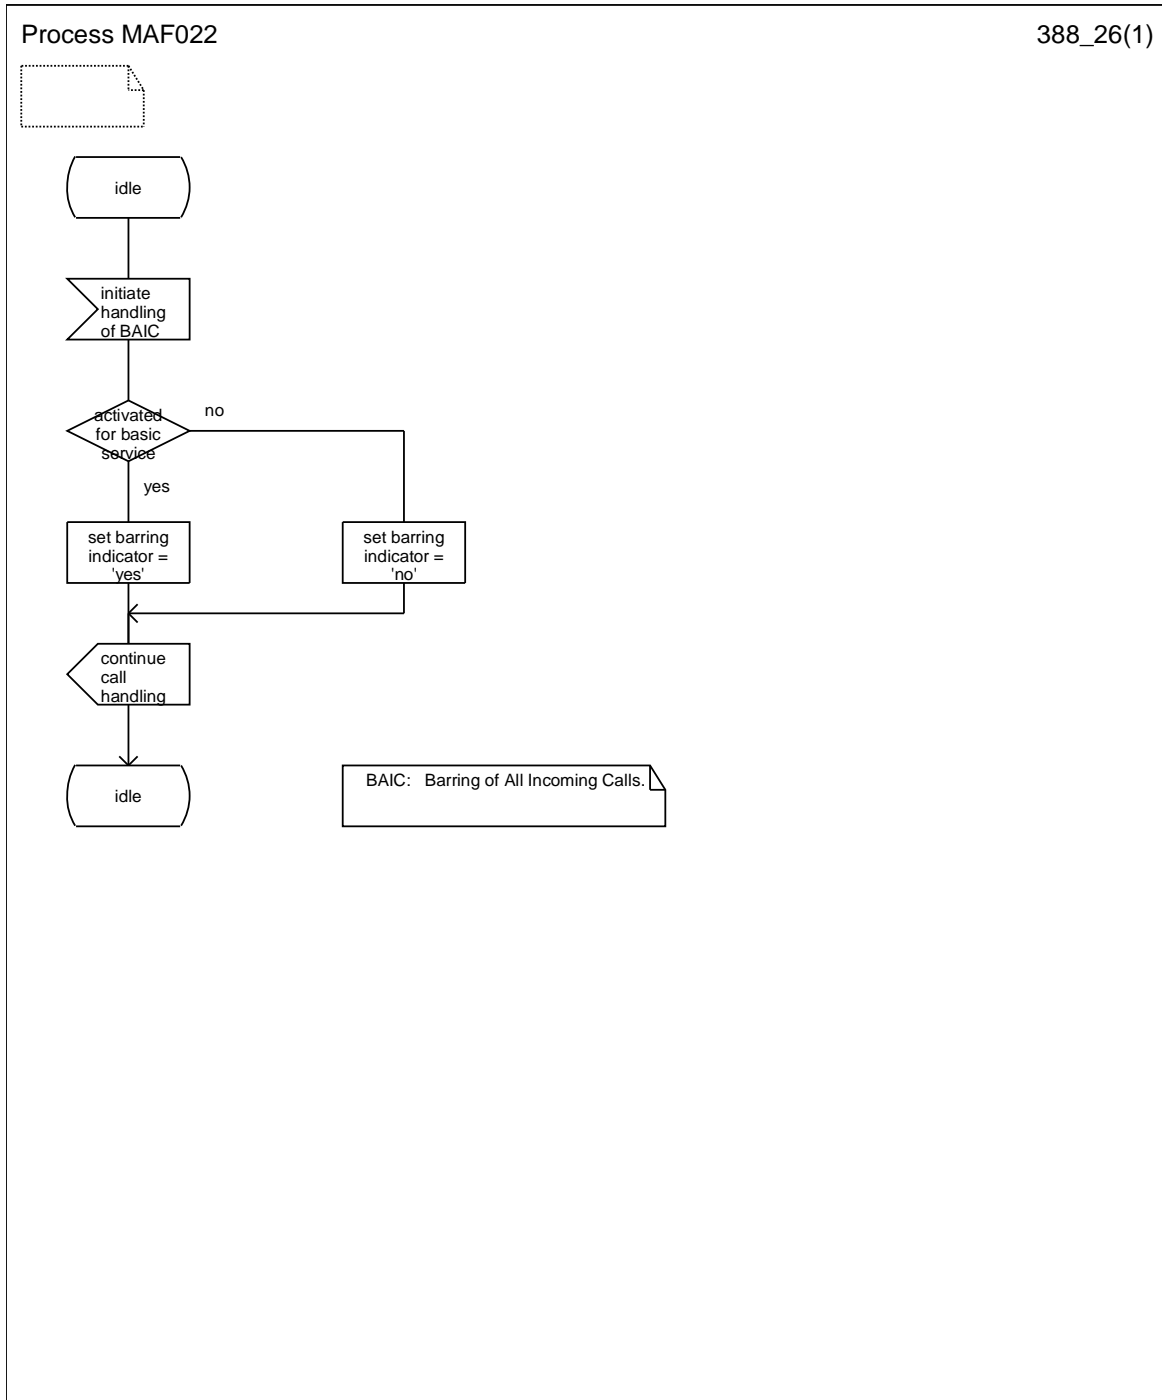 Process MAF022
388_26(1)
idle
initiate
handling
of BAIC
activated
for basic
service
no
yes
set barring
indicator =
'yes'
set barring
indicator =
'no'
continue
call
handling
idle
BAIC: Barring of All Incoming Calls.